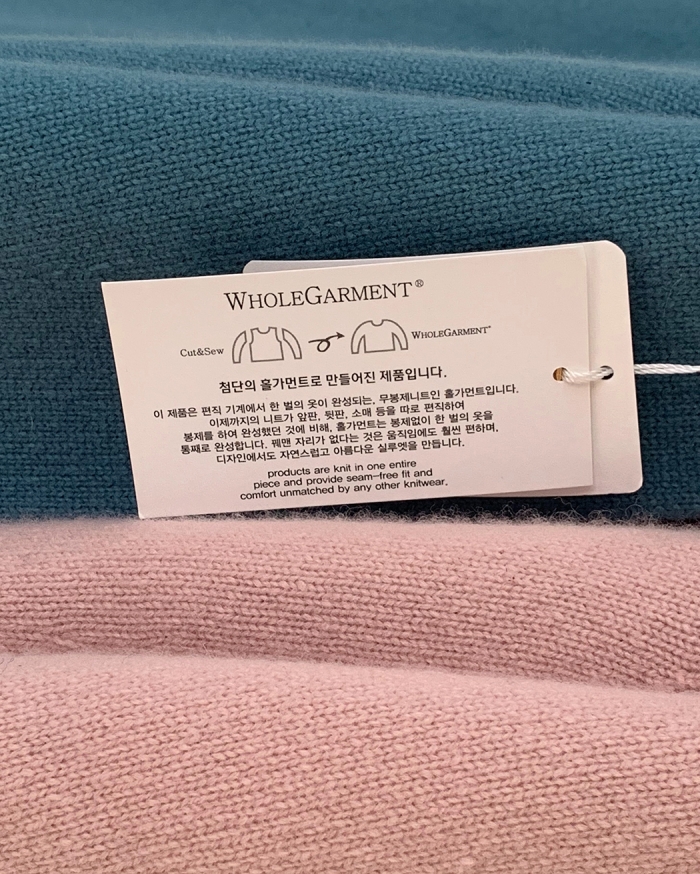 WHOLEGARMENT®
Cut&Sew
WHOLEGARMENT®
첨단의 홀가먼트로 만들어진 제품입니다.
이 제품은 편직 기계에서 한 벌의 옷이 완성되는, 무봉제니트인 홀가먼트입니다.
이제까지의 니트가 앞판, 뒷판, 소매 등을 따로 편직하여
봉제를 하여 완성했던 것에 비해, 홀가먼트는 봉제없이 한 벌의 옷을
통째로 완성합니다. 꿰맨 자리가 없다는 것은 움직임에도 훨씬 편하며,
디자인에서도 자연스럽고 아름다운 실루엣을 만듭니다.
products are knit in one entire
piece and provide seam-free fit and
comfort unmatched by any other knitwear.